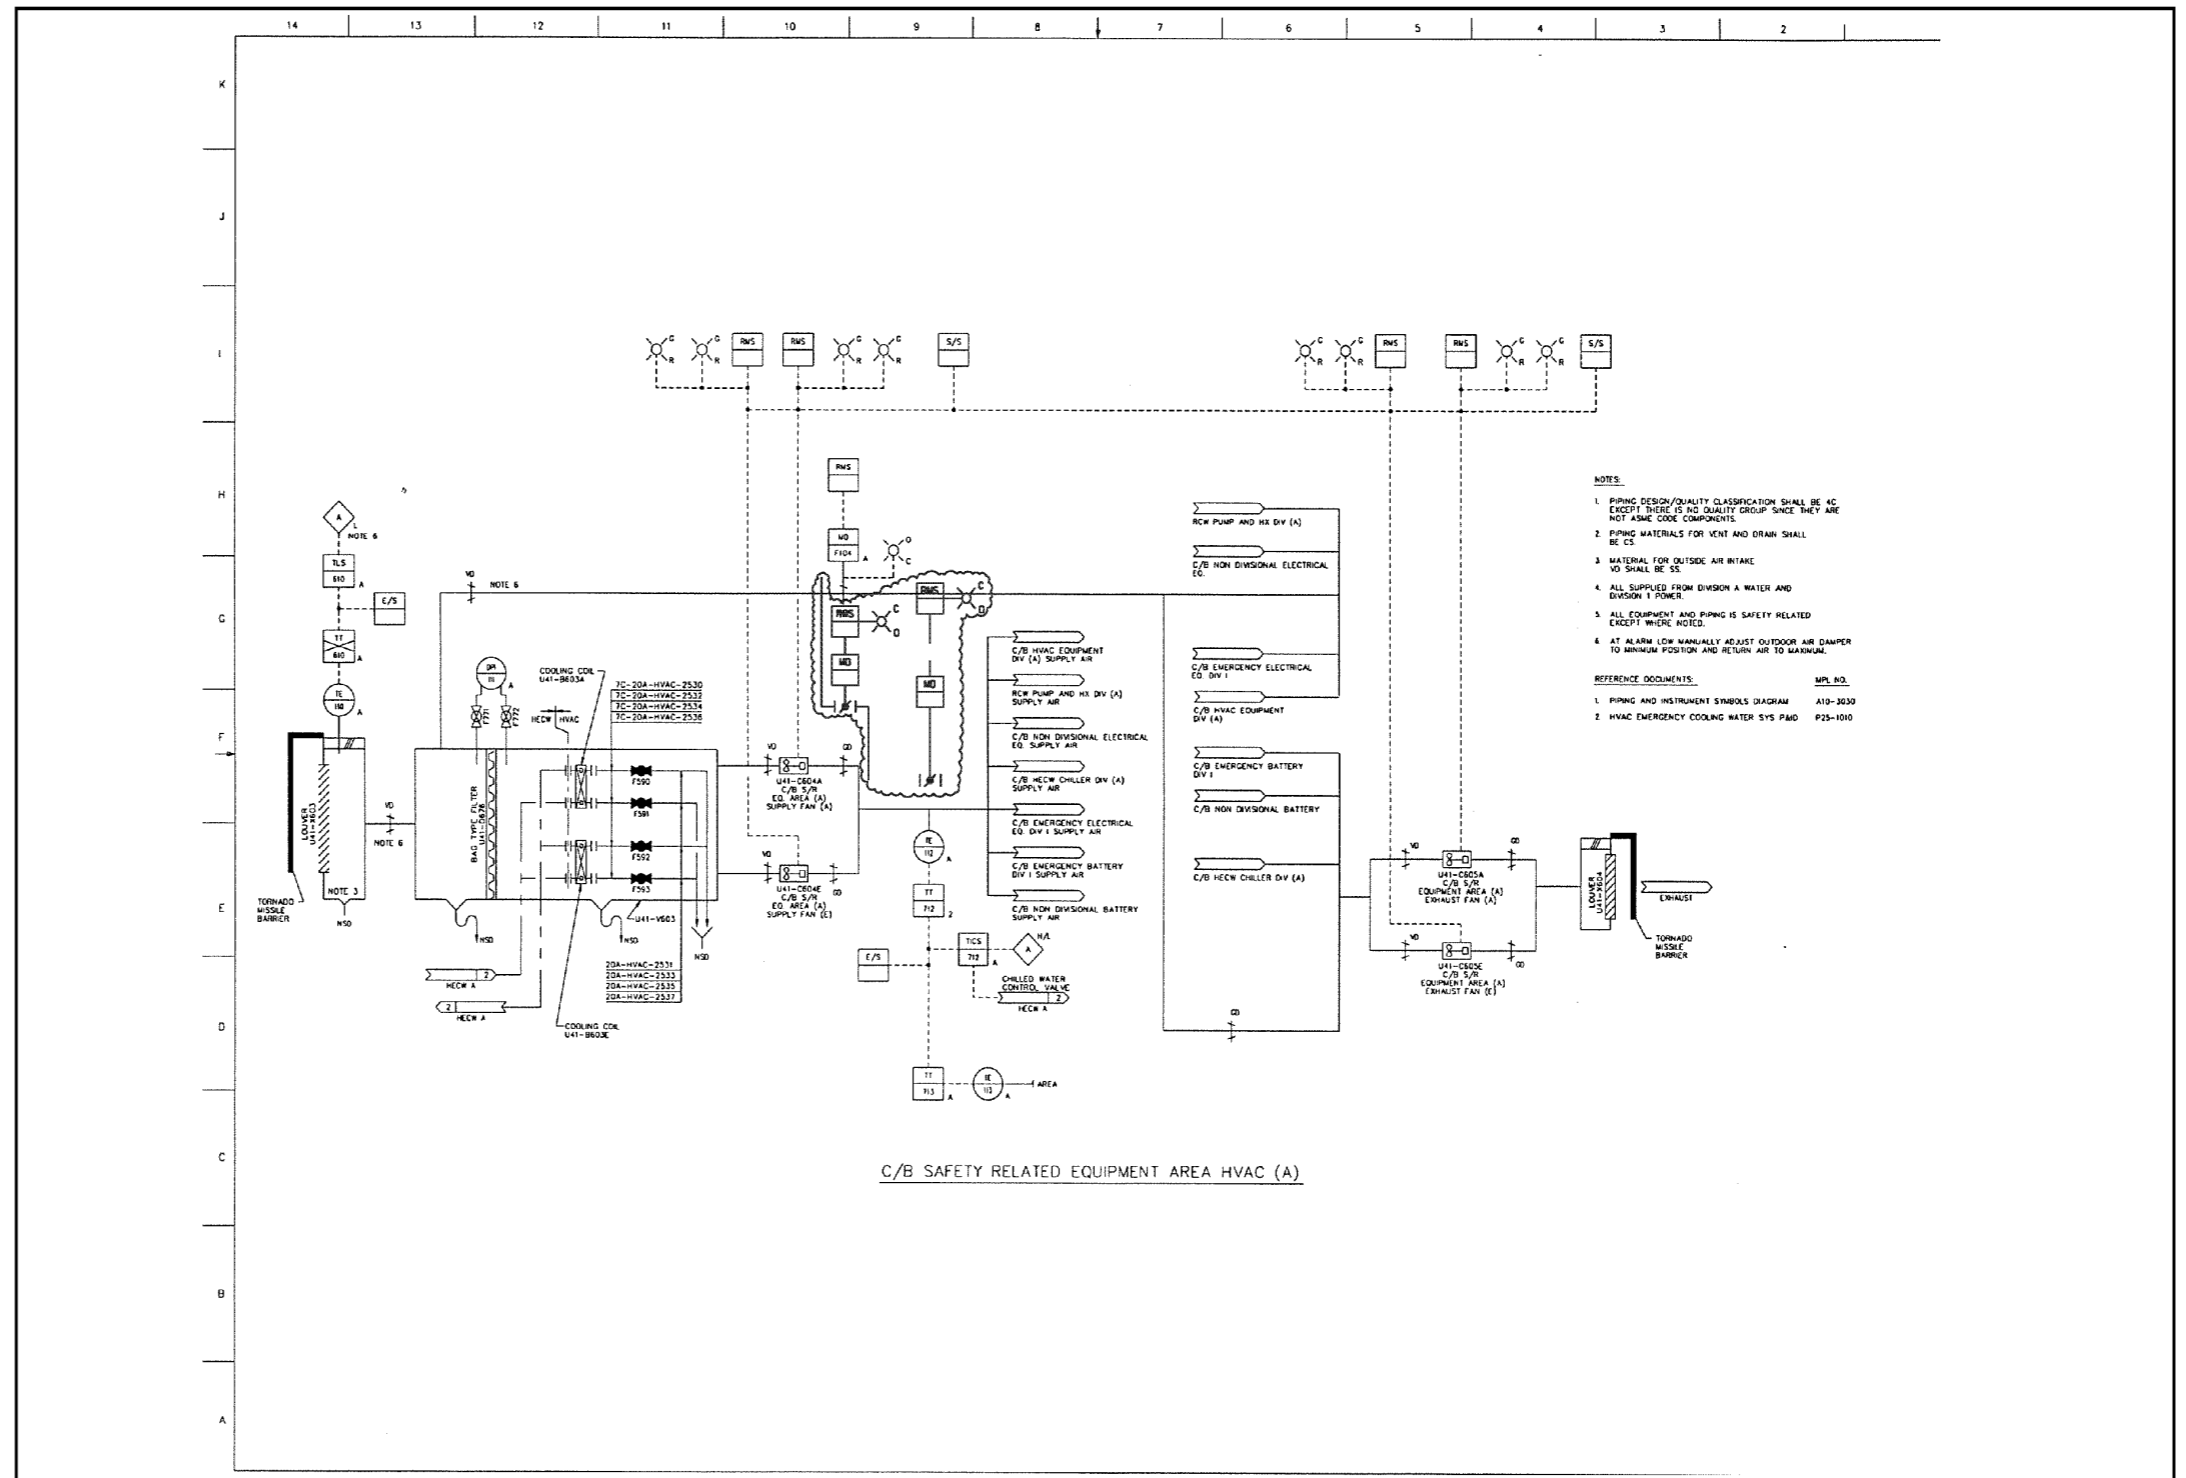 14 13 12 11 10 9 8 7 6 5 4 3 2
K
J
I
H
G
F
E
D
C
B
A
G
R
G
R
RMS
RMS
G
R
G
R
S/S
G
R
G
R
RMS
RMS
G
R
G
R
S/S
RMS
MO
F104
A
O
C
A
L
NOTE 6
TLS
610
A
E/S
TT
610
A
TE
110
A
VD
NOTE 6
RMS
C
O
RMS
C
O
MO
MO
DPI
A
F771
F772
COOLING COIL
U41-B603A
HECW
HVAC
7C-20A-HVAC-2530
7C-20A-HVAC-2532
7C-20A-HVAC-2534
7C-20A-HVAC-2536
LOUVER
U41-X603
NOTE 3
NSD
TORNADO
MISSILE
BARRIER
VD
NOTE 6
BAG TYPE FILTER
U41-D678
F590
F591
F592
F593
U41-V603
NSD
NSD
NSD
2
HECW A
2
HECW A
20A-HVAC-2531
20A-HVAC-2533
20A-HVAC-2535
20A-HVAC-2537
COOLING COIL
U41-B603E
VD
GD
U41-C604A
C/B S/R
EQ. AREA (A)
SUPPLY FAN (A)
VD
GD
U41-C604E
C/B S/R
EQ. AREA (A)
SUPPLY FAN (E)
C/B HVAC EQUIPMENT
DIV (A) SUPPLY AIR
RCW PUMP AND HX DIV (A)
SUPPLY AIR
C/B NON DIVISIONAL ELECTRICAL
EQ. SUPPLY AIR
C/B HECW CHILLER DIV (A)
SUPPLY AIR
C/B EMERGENCY ELECTRICAL
EQ. DIV I SUPPLY AIR
C/B EMERGENCY BATTERY
DIV I SUPPLY AIR
C/B NON DIVISIONAL BATTERY
SUPPLY AIR
TE
112
A
TT
712
2
E/S
TICS
712
A
A
H/L
CHILLED WATER
CONTROL VALVE
2
HECW A
TT
713
A
TE
113
A
AREA
RCW PUMP AND HX DIV (A)
C/B NON DIVISIONAL ELECTRICAL
EQ.
C/B EMERGENCY ELECTRICAL
EQ. DIV I
C/B HVAC EQUIPMENT
DIV (A)
C/B EMERGENCY BATTERY
DIV I
C/B NON DIVISIONAL BATTERY
C/B HECW CHILLER DIV (A)
GD
VD
GD
U41-C605A
C/B S/R
EQUIPMENT AREA (A)
EXHAUST FAN (A)
VD
GD
U41-C605E
C/B S/R
EQUIPMENT AREA (A)
EXHAUST FAN (E)
LOUVER
U41-X604
EXHAUST
TORNADO
MISSILE
BARRIER
NOTES:
1. PIPING DESIGN/QUALITY CLASSIFICATION SHALL BE 4C
EXCEPT THERE IS NO QUALITY GROUP SINCE THEY ARE
NOT ASME CODE COMPONENTS.
2. PIPING MATERIALS FOR VENT AND DRAIN SHALL
BE CS.
3 MATERIAL FOR OUTSIDE AIR INTAKE
VD SHALL BE SS.
4. ALL SUPPLIED FROM DIVISION A WATER AND
DIVISION 1 POWER.
5. ALL EQUIPMENT AND PIPING IS SAFETY RELATED
EXCEPT WHERE NOTED.
6. AT ALARM LOW MANUALLY ADJUST OUTDOOR AIR DAMPER
TO MINIMUM POSITION AND RETURN AIR TO MAXIMUM.
REFERENCE DOCUMENTS: MPL NO.
1. PIPING AND INSTRUMENT SYMBOLS DIAGRAM A10-3030
2 HVAC EMERGENCY COOLING WATER SYS P&ID P25-1010
C/B SAFETY RELATED EQUIPMENT AREA HVAC (A)